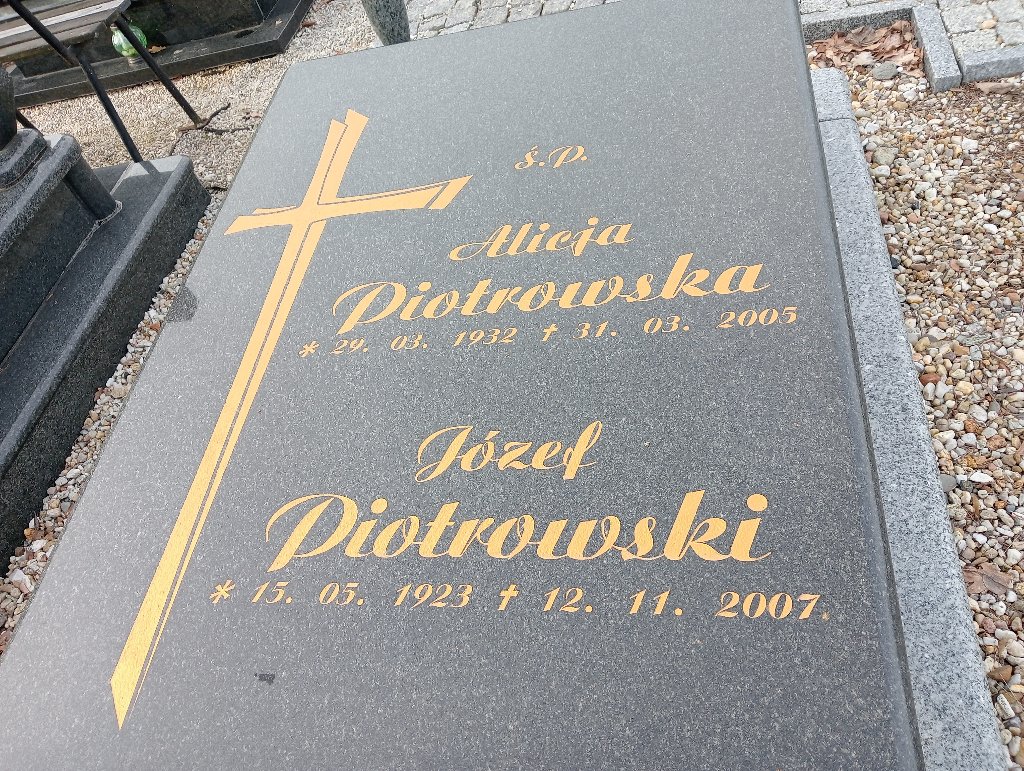 ś.P.
Alicja
Piotrowska
* 29. 03. 1932 ✝ 31. 03. 2005
Józef
Piotrowski
* 15. 05. 1923 ✝ 12. 11. 2007.